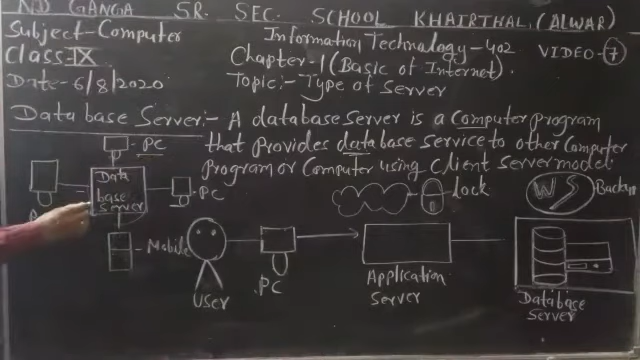 ND GANGA SR. SEC. SCHOOL KHAIRTHAL (ALWAR)
Subject-Computer Information Technology-402 VIDEO-7
Class IX Chapter-1 (Basic of Internet).
Date-6/8/2020 Topic:- Type of Server
Database Server:- A database server is a computer program
that provides database service to other computer
program or computer using client server model.
PC
Data
base
Server
PC
Mobile
lock
WS
Backup
User
PC
Application
Server
Database
Server